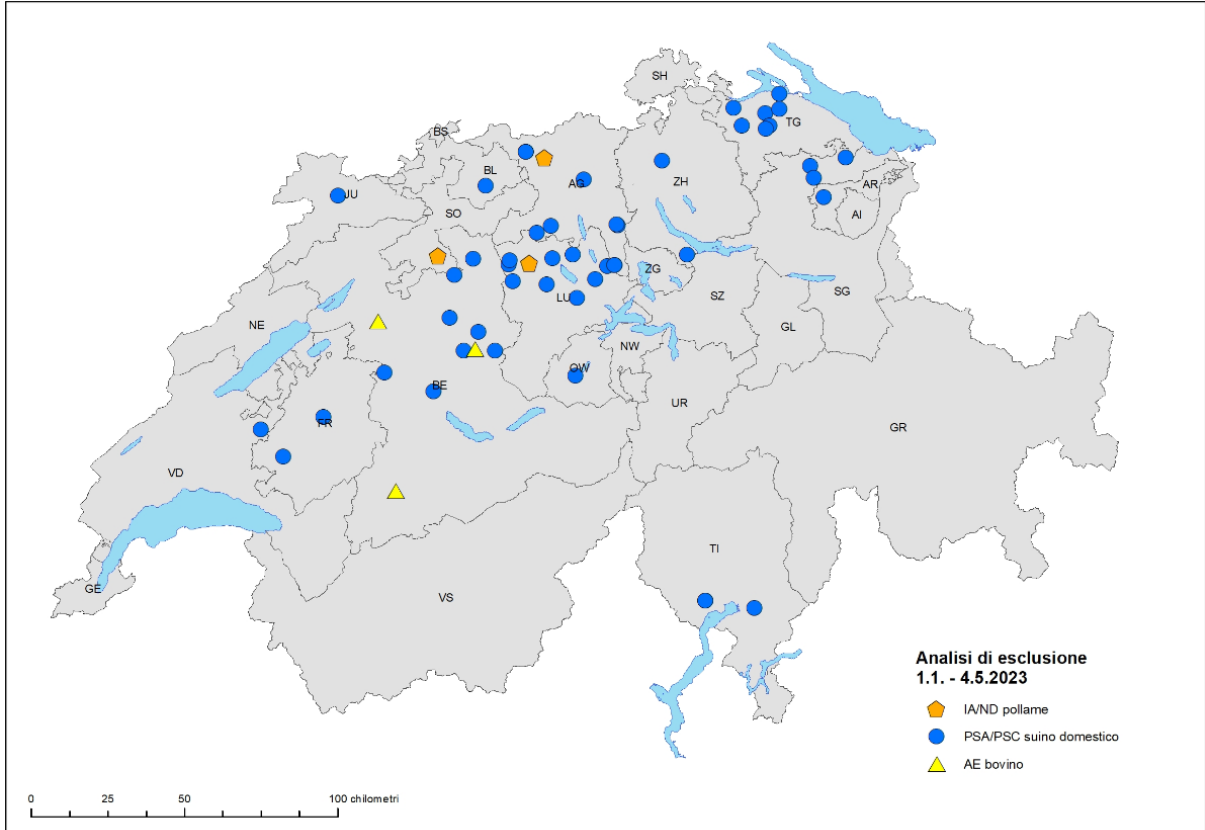 SH
BS
TG
BL
AG
ZH
JU
AR
AI
SO
ZG
LU
SZ
SG
NE
GL
NW
OW
BE
UR
FR
GR
VD
TI
GE
VS
Analisi di esclusione
1.1. - 4.5.2023
IA/ND pollame
PSA/PSC suino domestico
AE bovino
0 25 50 100 chilometri